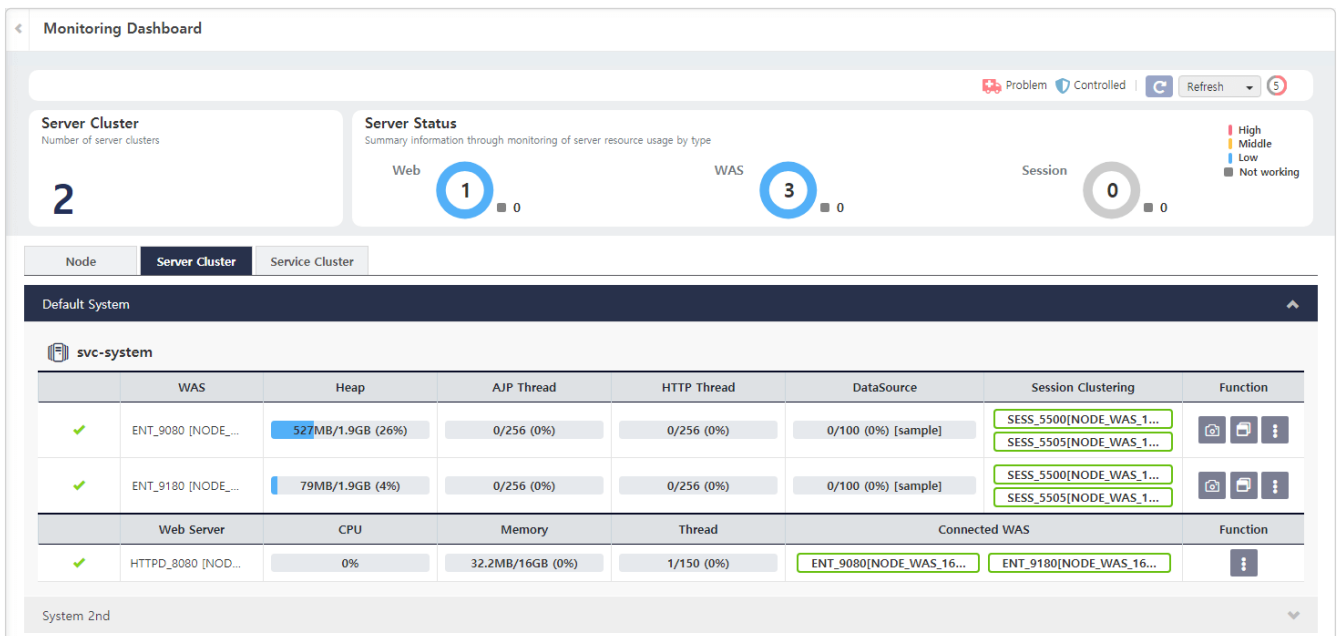 Monitoring Dashboard
Problem Controlled Refresh 5
Server Cluster
Number of server clusters
2
Server Status
Summary information through monitoring of server resource usage by type
Web 1 0
WAS 3 0
Session 0 0
High
Middle
Low
Not working
Node Server Cluster Service Cluster
Default System
svc-system
WAS Heap AJP Thread HTTP Thread DataSource Session Clustering Function
ENT_9080 [NODE_... 527MB/1.9GB (26%) 0/256 (0%) 0/256 (0%) 0/100 (0%) [sample] SESS_5500[NODE_WAS_1...
SESS_5505[NODE_WAS_1...
ENT_9180 [NODE_... 79MB/1.9GB (4%) 0/256 (0%) 0/256 (0%) 0/100 (0%) [sample] SESS_5500[NODE_WAS_1...
SESS_5505[NODE_WAS_1...
Web Server CPU Memory Thread Connected WAS Function
HTTPD_8080 [NOD... 0% 32.2MB/16GB (0%) 1/150 (0%) ENT_9080[NODE_WAS_16... ENT_9180[NODE_WAS_16...
System 2nd